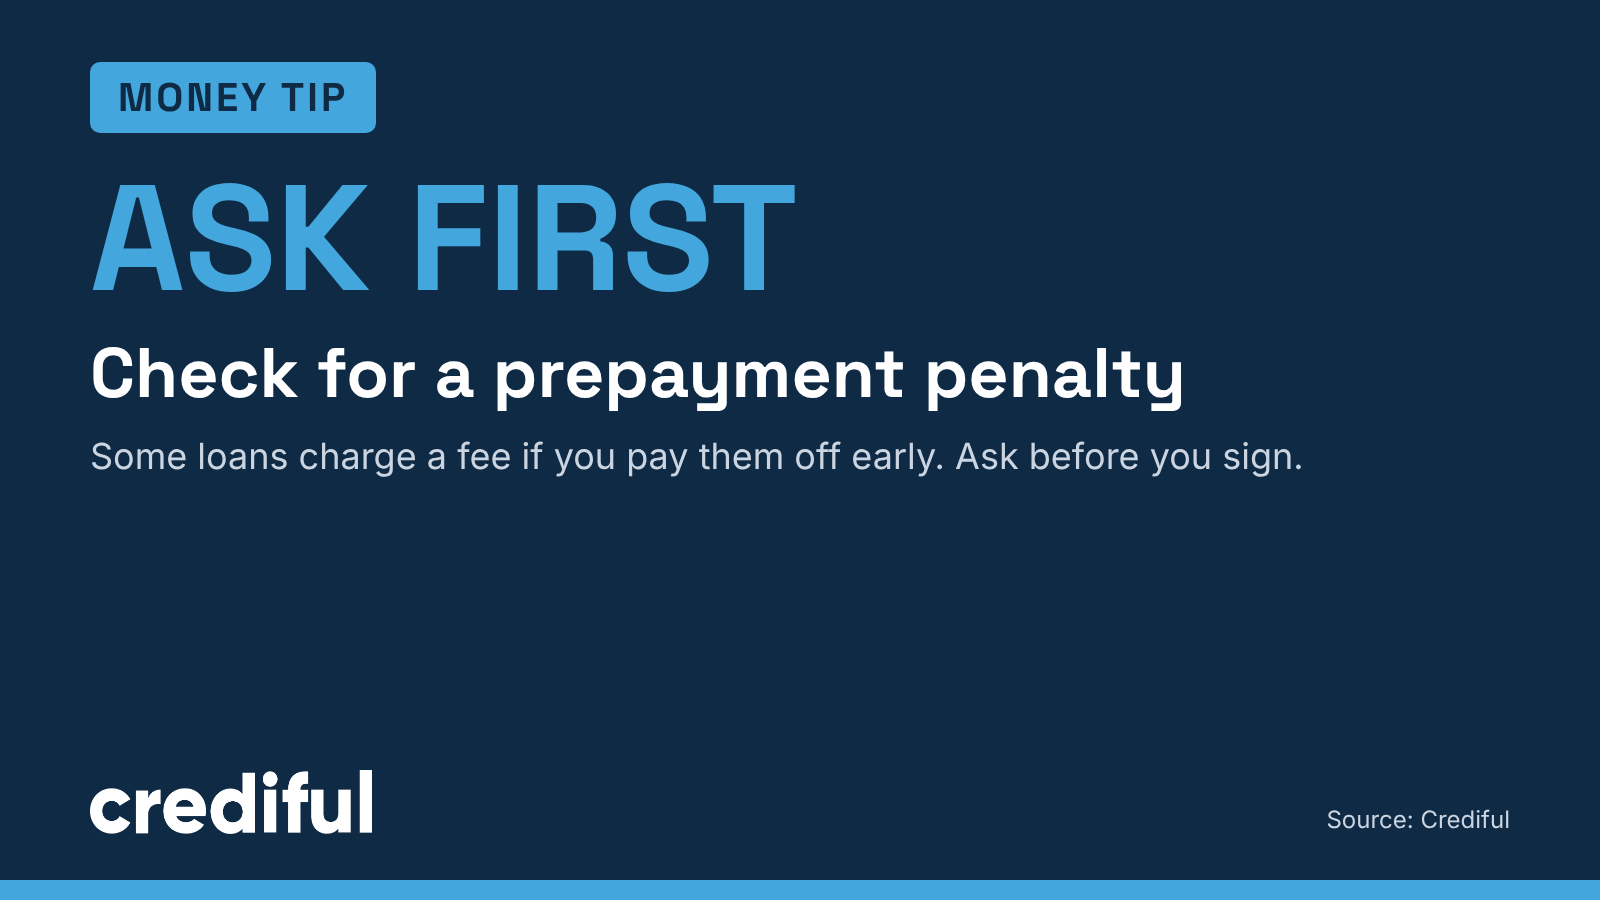 MONEY TIP
ASK FIRST
Check for a prepayment penalty
Some loans charge a fee if you pay them off early. Ask before you sign.
crediful
Source: Crediful